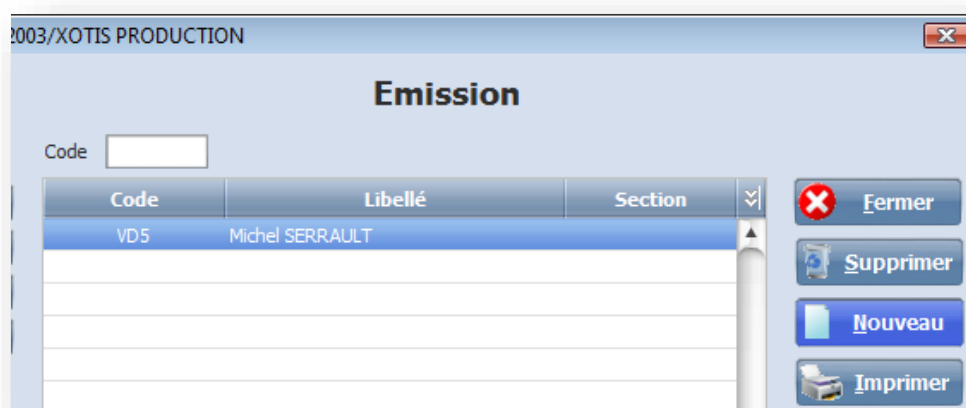 2003/XOTIS PRODUCTION
Emission
Code
Code Libellé Section
VD5 Michel SERRAULT
Fermer
Supprimer
Nouveau
Imprimer